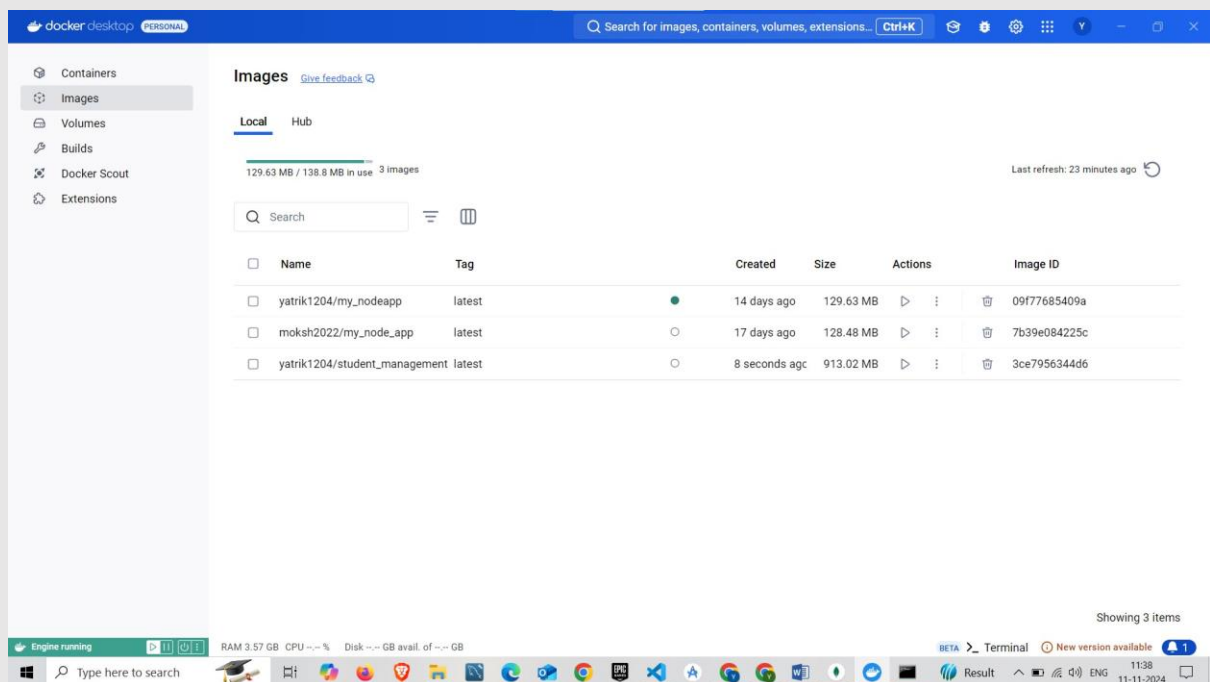 docker desktop PERSONAL
Search for images, containers, volumes, extensions... Ctrl+K
Y
Containers
Images
Volumes
Builds
Docker Scout
Extensions
Images Give feedback
Local Hub
129.63 MB / 138.8 MB in use 3 images
Last refresh: 23 minutes ago
Search
Name Tag Created Size Actions Image ID
yatrik1204/my_nodeapp latest 14 days ago 129.63 MB 09f77685409a
moksh2022/my_node_app latest 17 days ago 128.48 MB 7b39e084225c
yatrik1204/student_management latest 8 seconds agc 913.02 MB 3ce7956344d6
Showing 3 items
Engine running RAM 3.57 GB CPU --.-- % Disk --.-- GB avail. of --.-- GB BETA >_ Terminal New version available 1
Type here to search EPIC Result ENG 11:38
11-11-2024